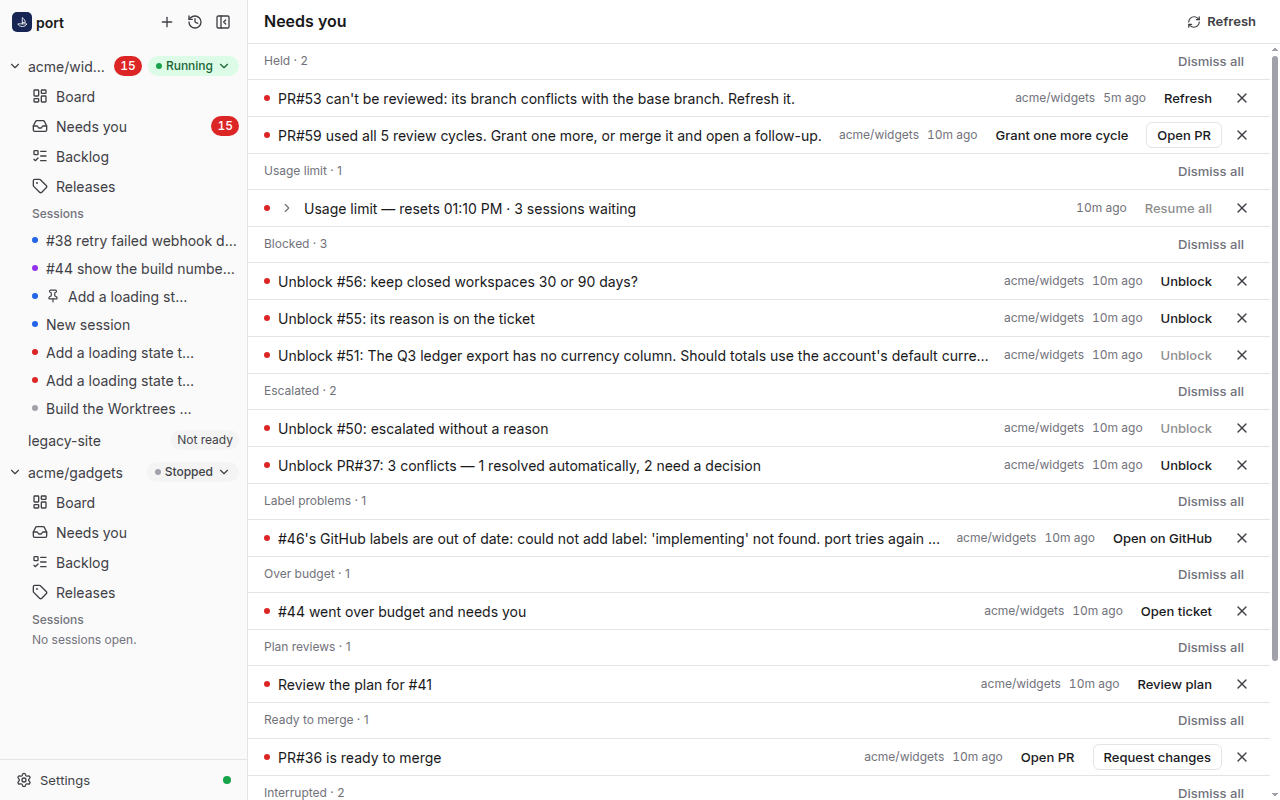 port
acme/wid... 15 Running
Board
Needs you 15
Backlog
Releases
Sessions
#38 retry failed webhook d...
#44 show the build numbe...
Add a loading st...
New session
Add a loading state t...
Add a loading state t...
Build the Worktrees ...
legacy-site Not ready
acme/gadgets Stopped
Board
Needs you
Backlog
Releases
Sessions
No sessions open.
Settings
Needs you Refresh
Held · 2 Dismiss all
PR#53 can't be reviewed: its branch conflicts with the base branch. Refresh it. acme/widgets 5m ago Refresh
PR#59 used all 5 review cycles. Grant one more, or merge it and open a follow-up. acme/widgets 10m ago Grant one more cycle Open PR
Usage limit · 1 Dismiss all
Usage limit — resets 01:10 PM · 3 sessions waiting 10m ago Resume all
Blocked · 3 Dismiss all
Unblock #56: keep closed workspaces 30 or 90 days? acme/widgets 10m ago Unblock
Unblock #55: its reason is on the ticket acme/widgets 10m ago Unblock
Unblock #51: The Q3 ledger export has no currency column. Should totals use the account's default curre... acme/widgets 10m ago Unblock
Escalated · 2 Dismiss all
Unblock #50: escalated without a reason acme/widgets 10m ago Unblock
Unblock PR#37: 3 conflicts — 1 resolved automatically, 2 need a decision acme/widgets 10m ago Unblock
Label problems · 1 Dismiss all
#46's GitHub labels are out of date: could not add label: 'implementing' not found. port tries again ... acme/widgets 10m ago Open on GitHub
Over budget · 1 Dismiss all
#44 went over budget and needs you acme/widgets 10m ago Open ticket
Plan reviews · 1 Dismiss all
Review the plan for #41 acme/widgets 10m ago Review plan
Ready to merge · 1 Dismiss all
PR#36 is ready to merge acme/widgets 10m ago Open PR Request changes
Interrupted · 2 Dismiss all